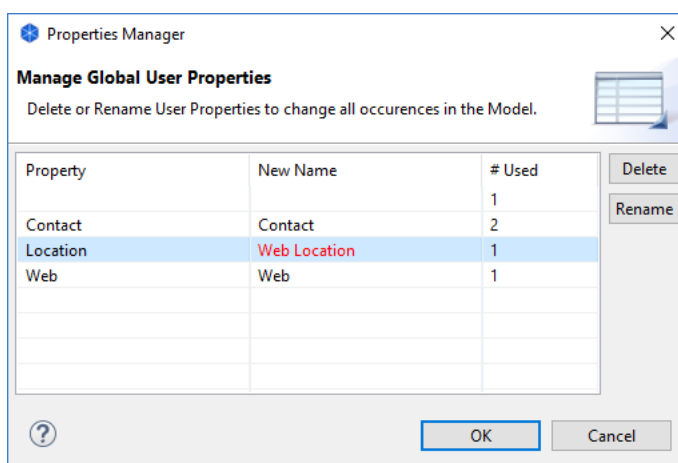 Properties Manager
Manage Global User Properties
Delete or Rename User Properties to change all occurences in the Model.
Property New Name # Used
1
Contact Contact 2
Location Web Location 1
Web Web 1
Delete
Rename
?
OK Cancel